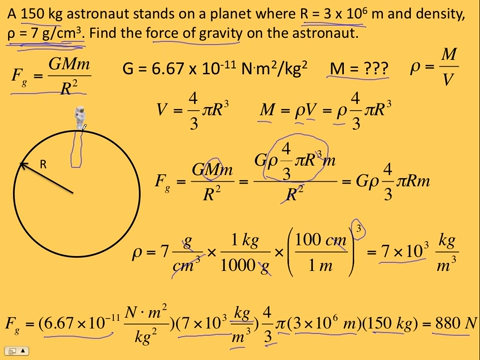 A 150 kg astronaut stands on a planet where R = 3 x 10⁶ m and density,
ρ = 7 g/cm³. Find the force of gravity on the astronaut.
F_g = GMm / R² G = 6.67 x 10⁻¹¹ N·m²/kg² M = ??? ρ = M / V
V = 4/3 πR³ M = ρV = ρ 4/3 πR³
R
F_g = GMm / R² = Gρ 4/3 πR³m / R² = Gρ 4/3 πRm
ρ = 7 g/cm³ × 1 kg / 1000 g × (100 cm / 1 m)³ = 7 × 10³ kg/m³
F_g = (6.67 × 10⁻¹¹ N · m² / kg²)(7 × 10³ kg/m³) 4/3 π(3 × 10⁶ m)(150 kg) = 880 N